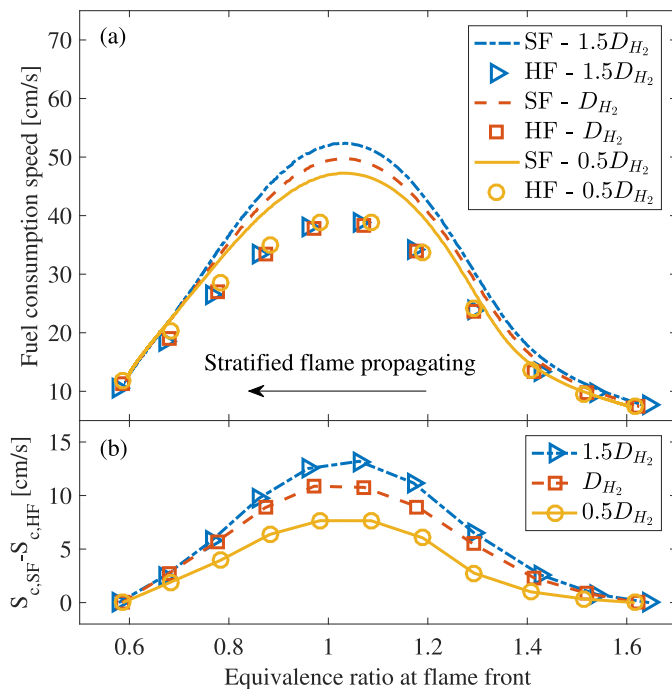 (a)
70
60
50
40
30
20
10
Fuel consumption speed [cm/s]
SF - 1.5D_{H_2}
HF - 1.5D_{H_2}
SF - D_{H_2}
HF - D_{H_2}
SF - 0.5D_{H_2}
HF - 0.5D_{H_2}
Stratified flame propagating
(b)
15
10
5
0
S_{c,SF}-S_{c,HF} [cm/s]
1.5D_{H_2}
D_{H_2}
0.5D_{H_2}
0.6 0.8 1 1.2 1.4 1.6
Equivalence ratio at flame front